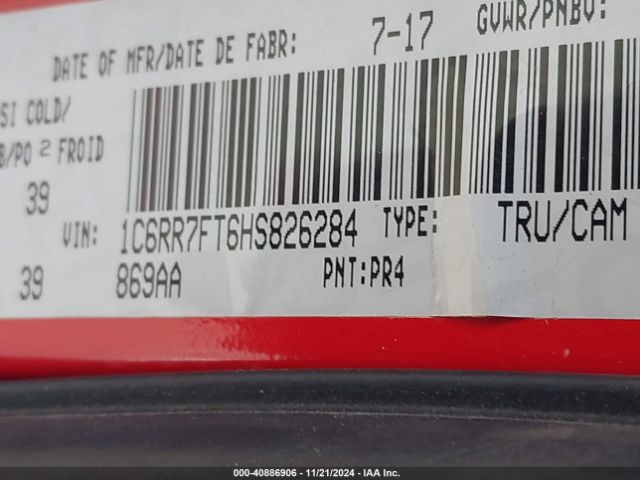 DATE OF MFR/DATE DE FABR: 7-17 GVWR/PNBV:
SI COLD/
/PO 2 FROID
39
VIN: 1C6RR7FT6HS826284 TYPE: TRU/CAM
39 869AA PNT:PR4
000-40886906 - 11/21/2024 - IAA Inc.